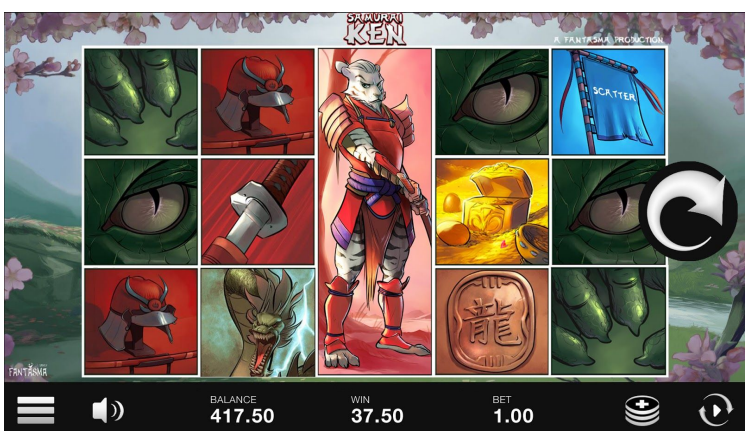 SAMURAI
KEN
A FANTASMA PRODUCTION
SCATTER
龍
FANTASMA
BALANCE
417.50
WIN
37.50
BET
1.00